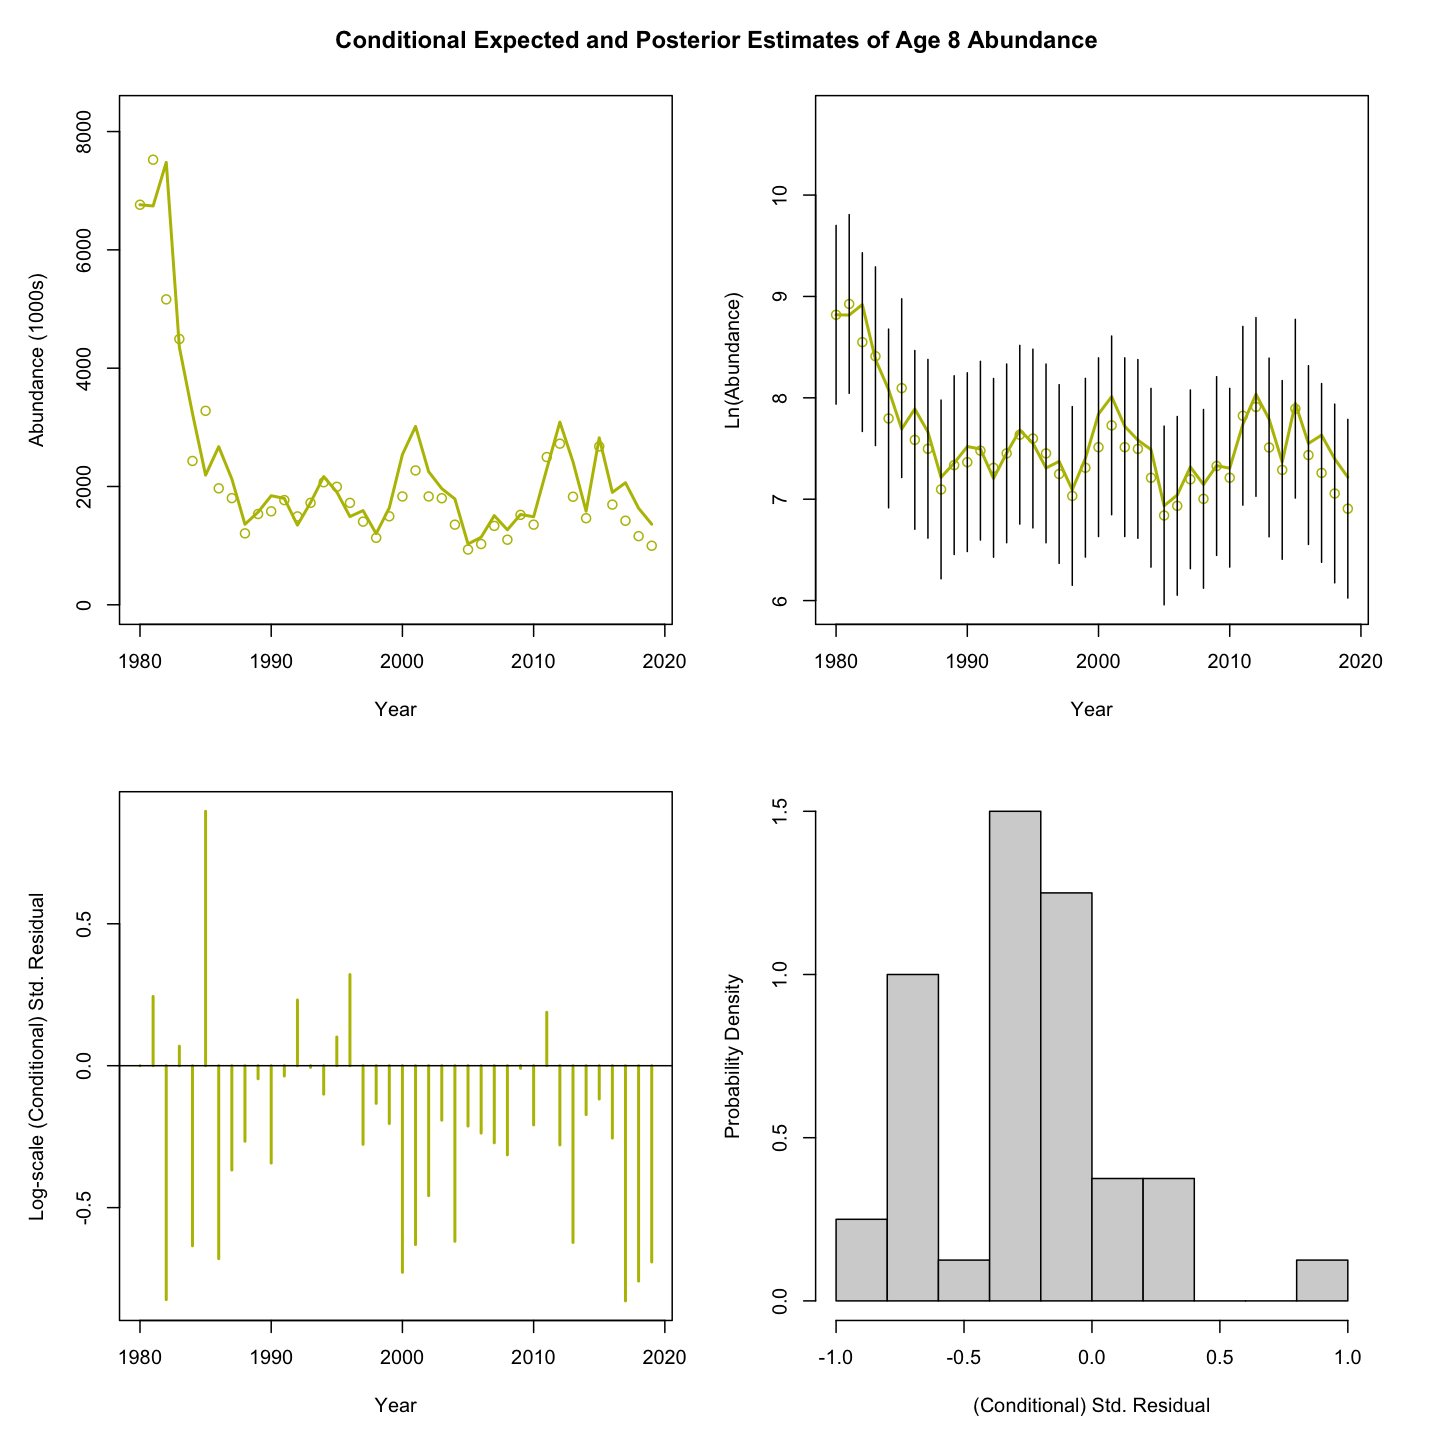 Conditional Expected and Posterior Estimates of Age 8 Abundance
Abundance (1000s)
8000
6000
4000
2000
0
1980 1990 2000 2010 2020
Year
Ln(Abundance)
10
9
8
7
6
1980 1990 2000 2010 2020
Year
Log-scale (Conditional) Std. Residual
0.5
0.0
-0.5
1980 1990 2000 2010 2020
Year
Probability Density
1.5
1.0
0.5
0.0
-1.0 -0.5 0.0 0.5 1.0
(Conditional) Std. Residual